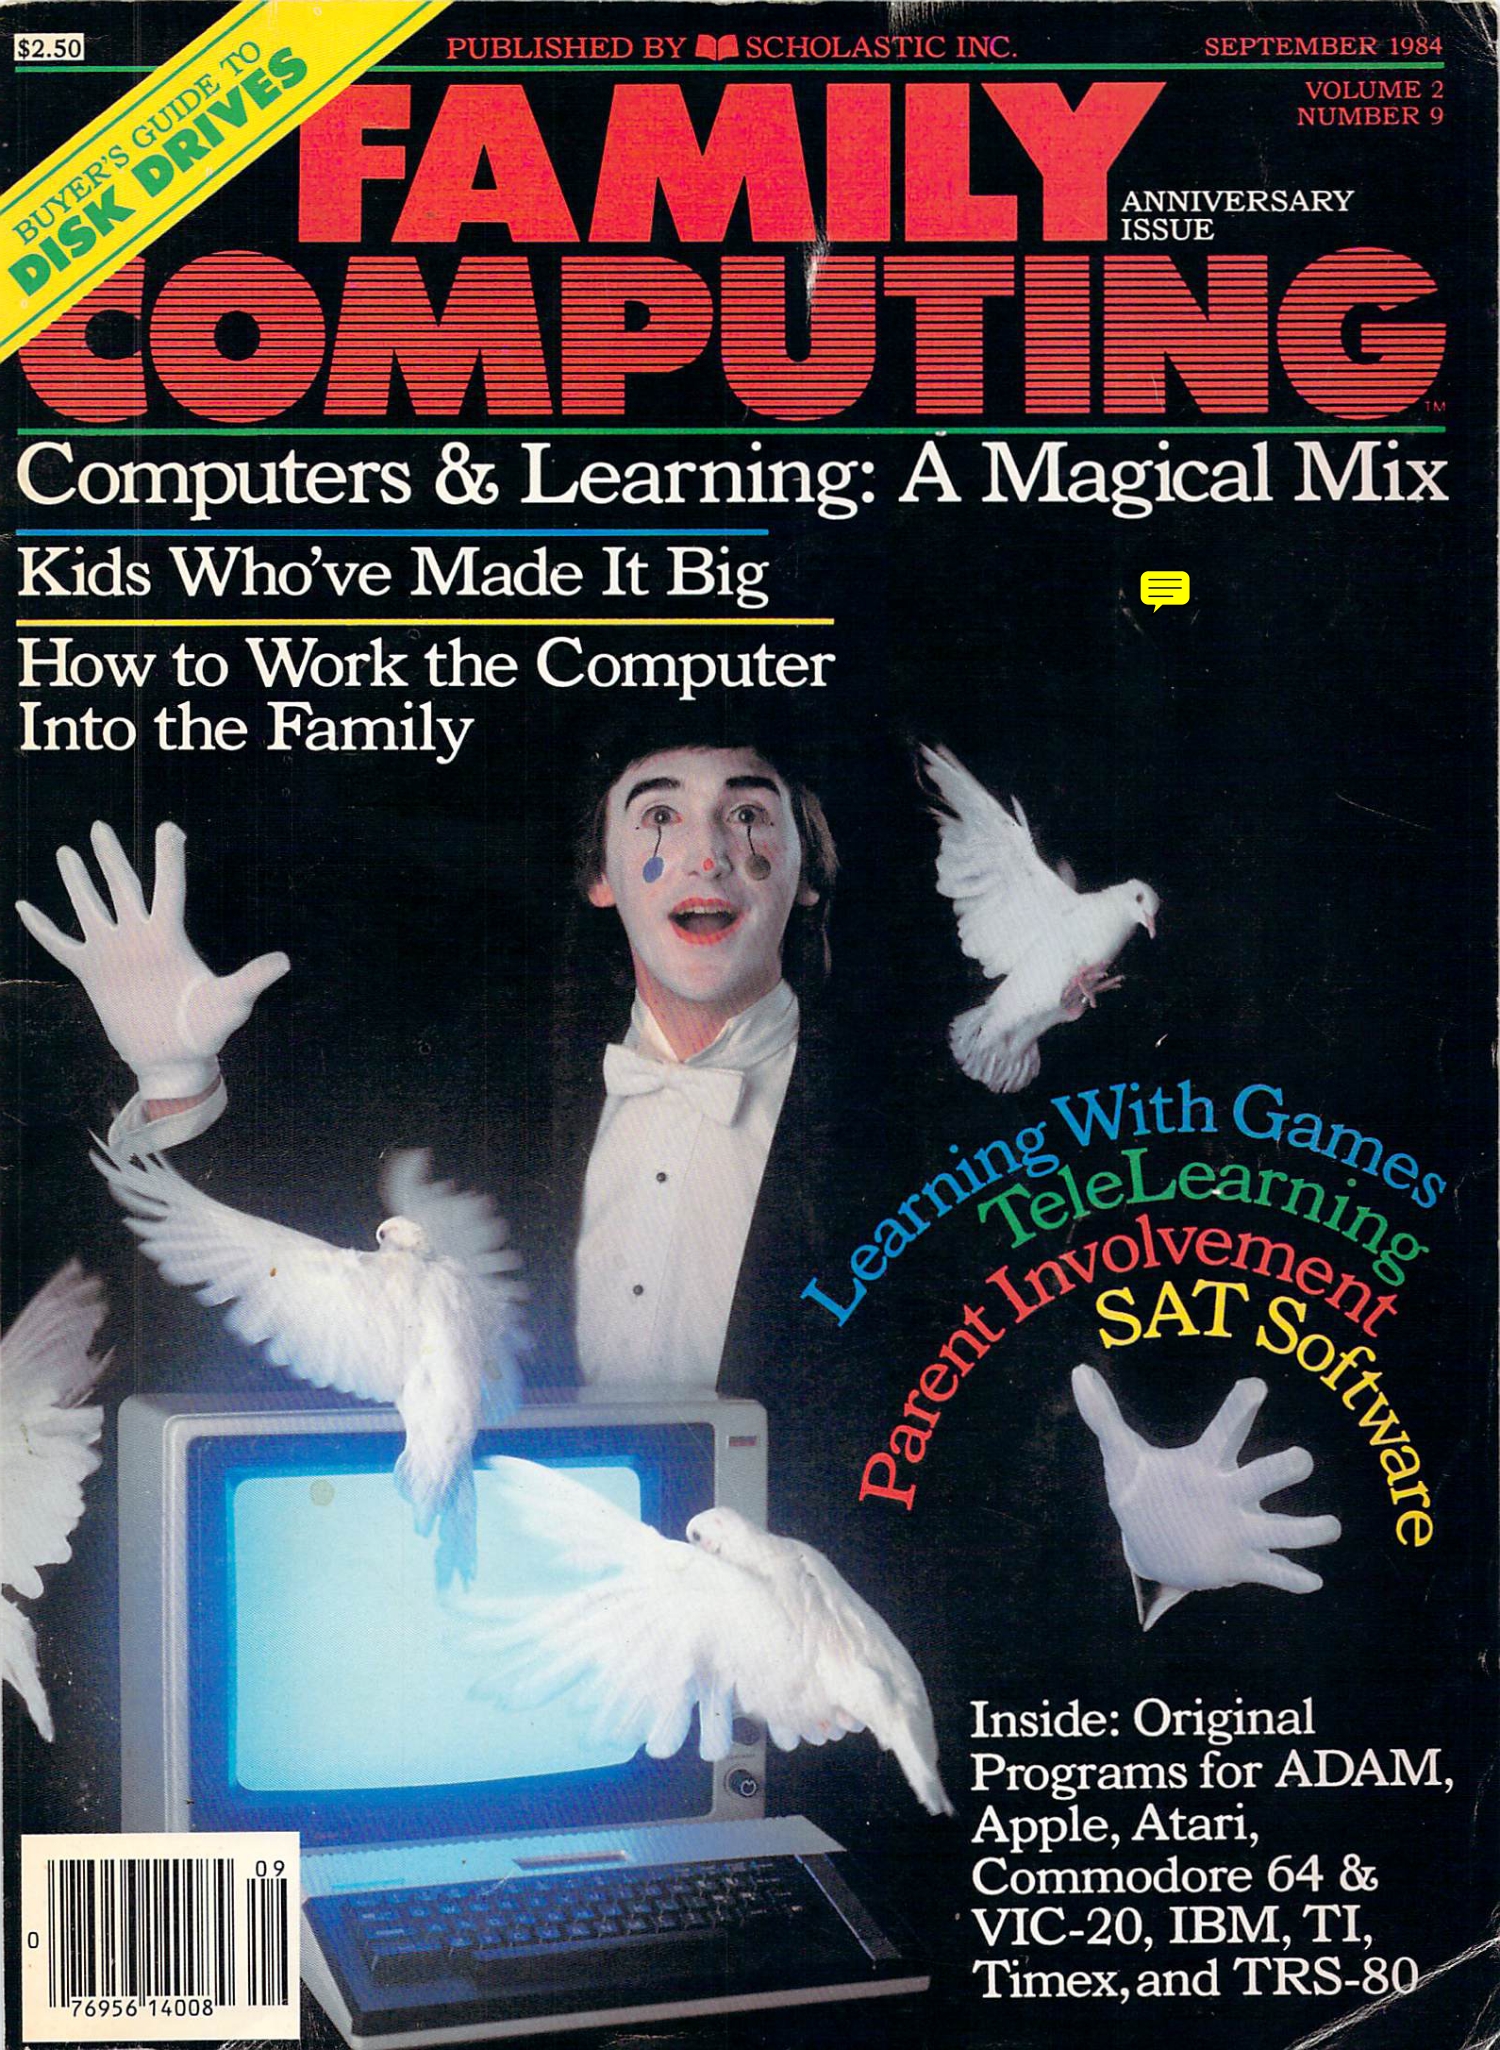 $2.50
BUYER'S GUIDE TO
DISK DRIVES
PUBLISHED BY SCHOLASTIC INC.
SEPTEMBER 1984
VOLUME 2
NUMBER 9
FAMILY
ANNIVERSARY
ISSUE
COMPUTING
TM
Computers & Learning: A Magical Mix
Kids Who've Made It Big
How to Work the Computer
Into the Family
Learning With Games
TeleLearning
Parent Involvement
SAT Software
Inside: Original
Programs for ADAM,
Apple, Atari,
Commodore 64 &
VIC-20, IBM, TI,
Timex, and TRS-80
09
0
76956 14008